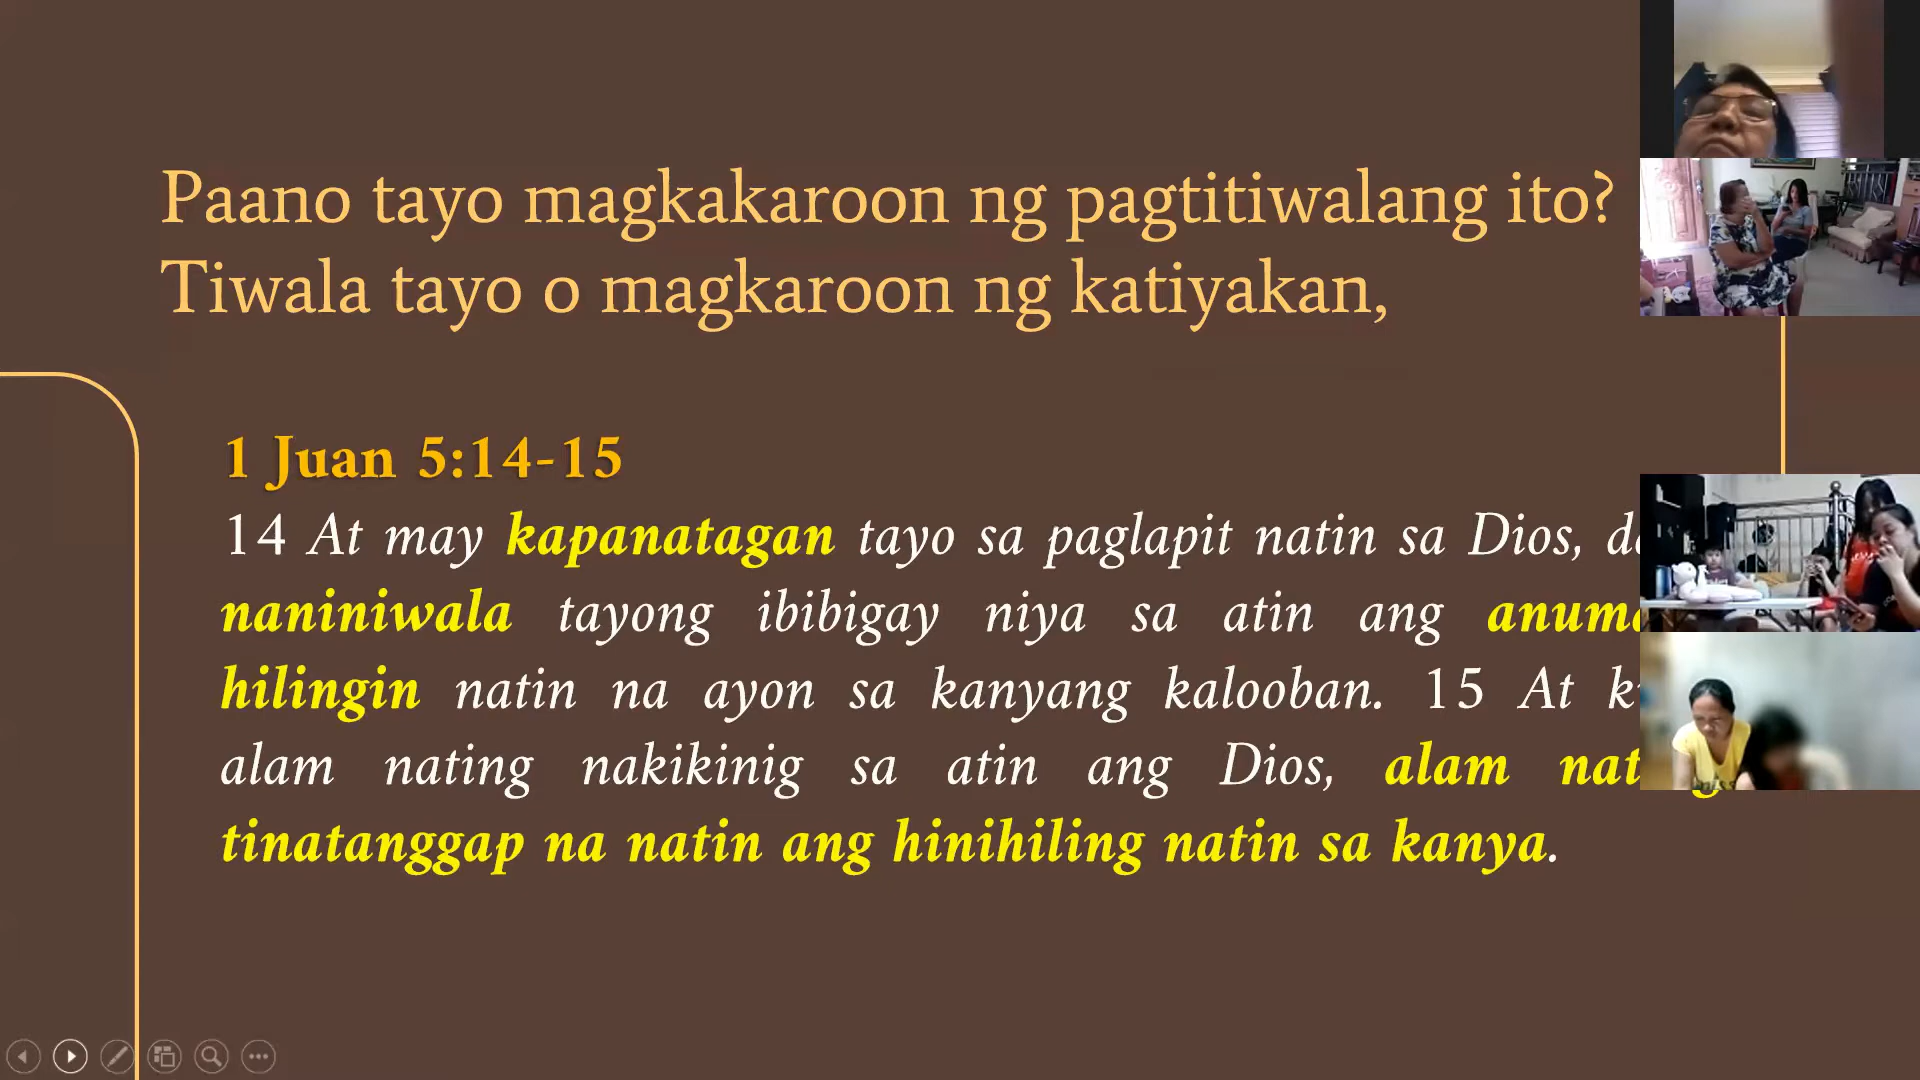 Paano tayo magkakaroon ng pagtitiwalang ito?
Tiwala tayo o magkaroon ng katiyakan,
1 Juan 5:14-15
14 At may kapanatagan tayo sa paglapit natin sa Dios,
naniniwala tayong ibibigay niya sa atin ang
hilingin natin na ayon sa kanyang kalooban. 15 At
alam nating nakikinig sa atin ang Dios, alam
tinatanggap na natin ang hinihiling natin sa kanya.